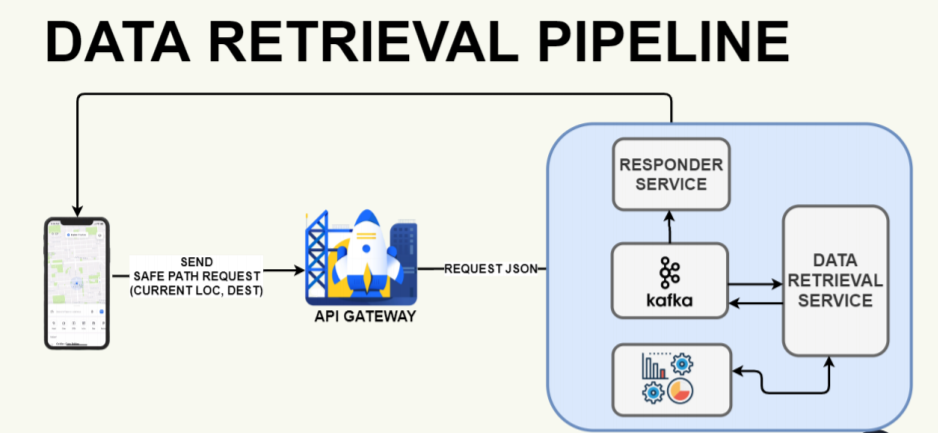 DATA RETRIEVAL PIPELINE
RESPONDER
SERVICE
SEND
SAFE PATH REQUEST
(CURRENT LOC, DEST)
API GATEWAY
REQUEST JSON
kafka
DATA
RETRIEVAL
SERVICE